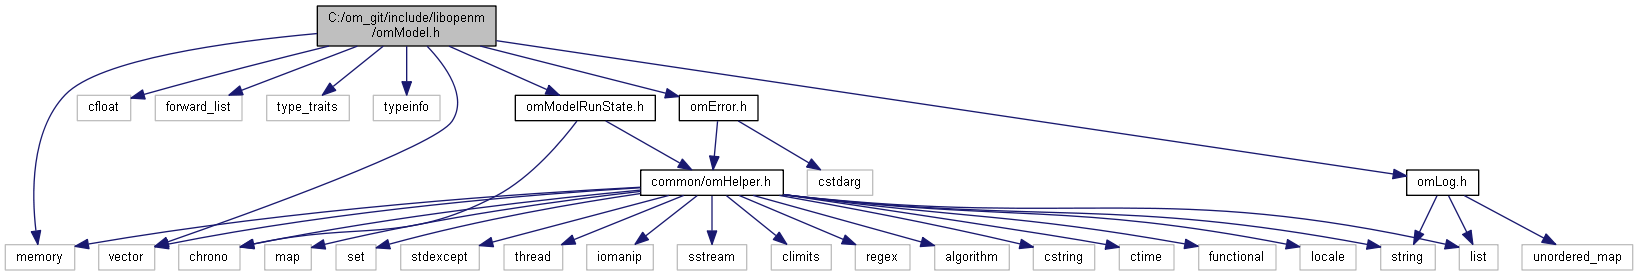 C:/om_git/include/libopenm
/omModel.h
cfloat
forward_list
type_traits
typeinfo
omModelRunState.h
omError.h
common/omHelper.h
cstdarg
omLog.h
memory
vector
chrono
map
set
stdexcept
thread
iomanip
sstream
climits
regex
algorithm
cstring
ctime
functional
locale
string
list
unordered_map